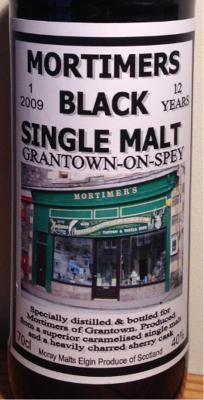 MORTIMERS
1
2009
BLACK
12
YEARS
SINGLE MALT
GRANTOWN-ON-SPEY
MORTIMER'S
Specially distilled & bottled for
Mortimers of Grantown. Produced
from a superior caramelised single malt
and a heavily charred sherry cask
70cl
40%
Moray Malts Elgin Produce of Scotland